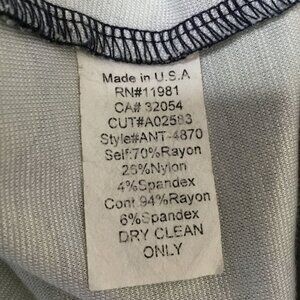 Made in U.S.A
RN#11981
CA# 32054
CUT#A02583
Style#ANT-4870
Self:70%Rayon
26%Nylon
4%Spandex
Cont.94%Rayon
6%Spandex
DRY CLEAN
ONLY